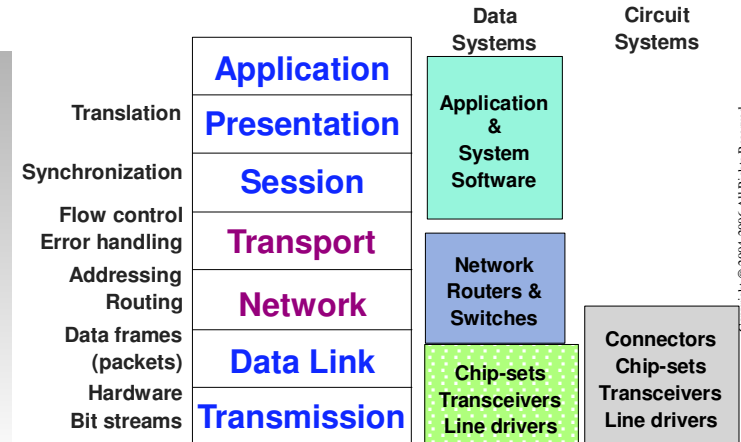 Data
Systems
Circuit
Systems
Translation
Synchronization
Flow control
Error handling
Addressing
Routing
Data frames
(packets)
Hardware
Bit streams
Application
Presentation
Session
Transport
Network
Data Link
Transmission
Application
&
System
Software
Network
Routers &
Switches
Chip-sets
Transceivers
Line drivers
Connectors
Chip-sets
Transceivers
Line drivers